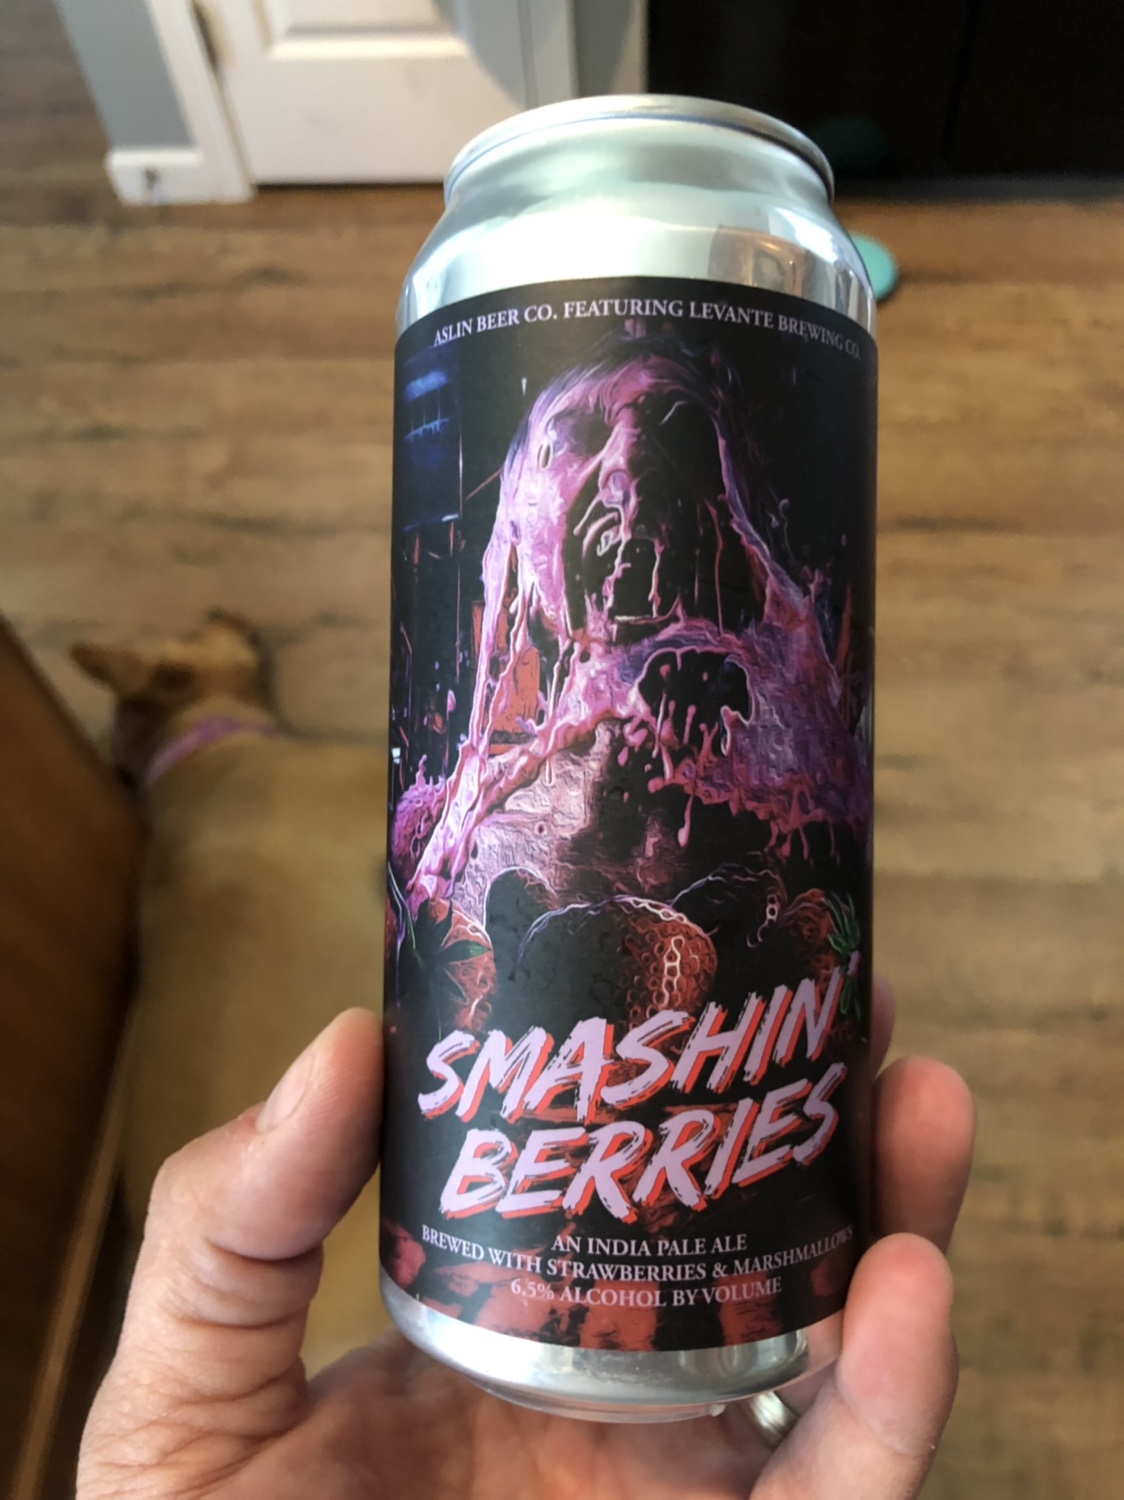 ASLIN BEER CO. FEATURING LEVANTE BREWING CO.
SMASHIN'
BERRIES
AN INDIA PALE ALE
BREWED WITH STRAWBERRIES & MARSHMALLOWS
6.5% ALCOHOL BY VOLUME